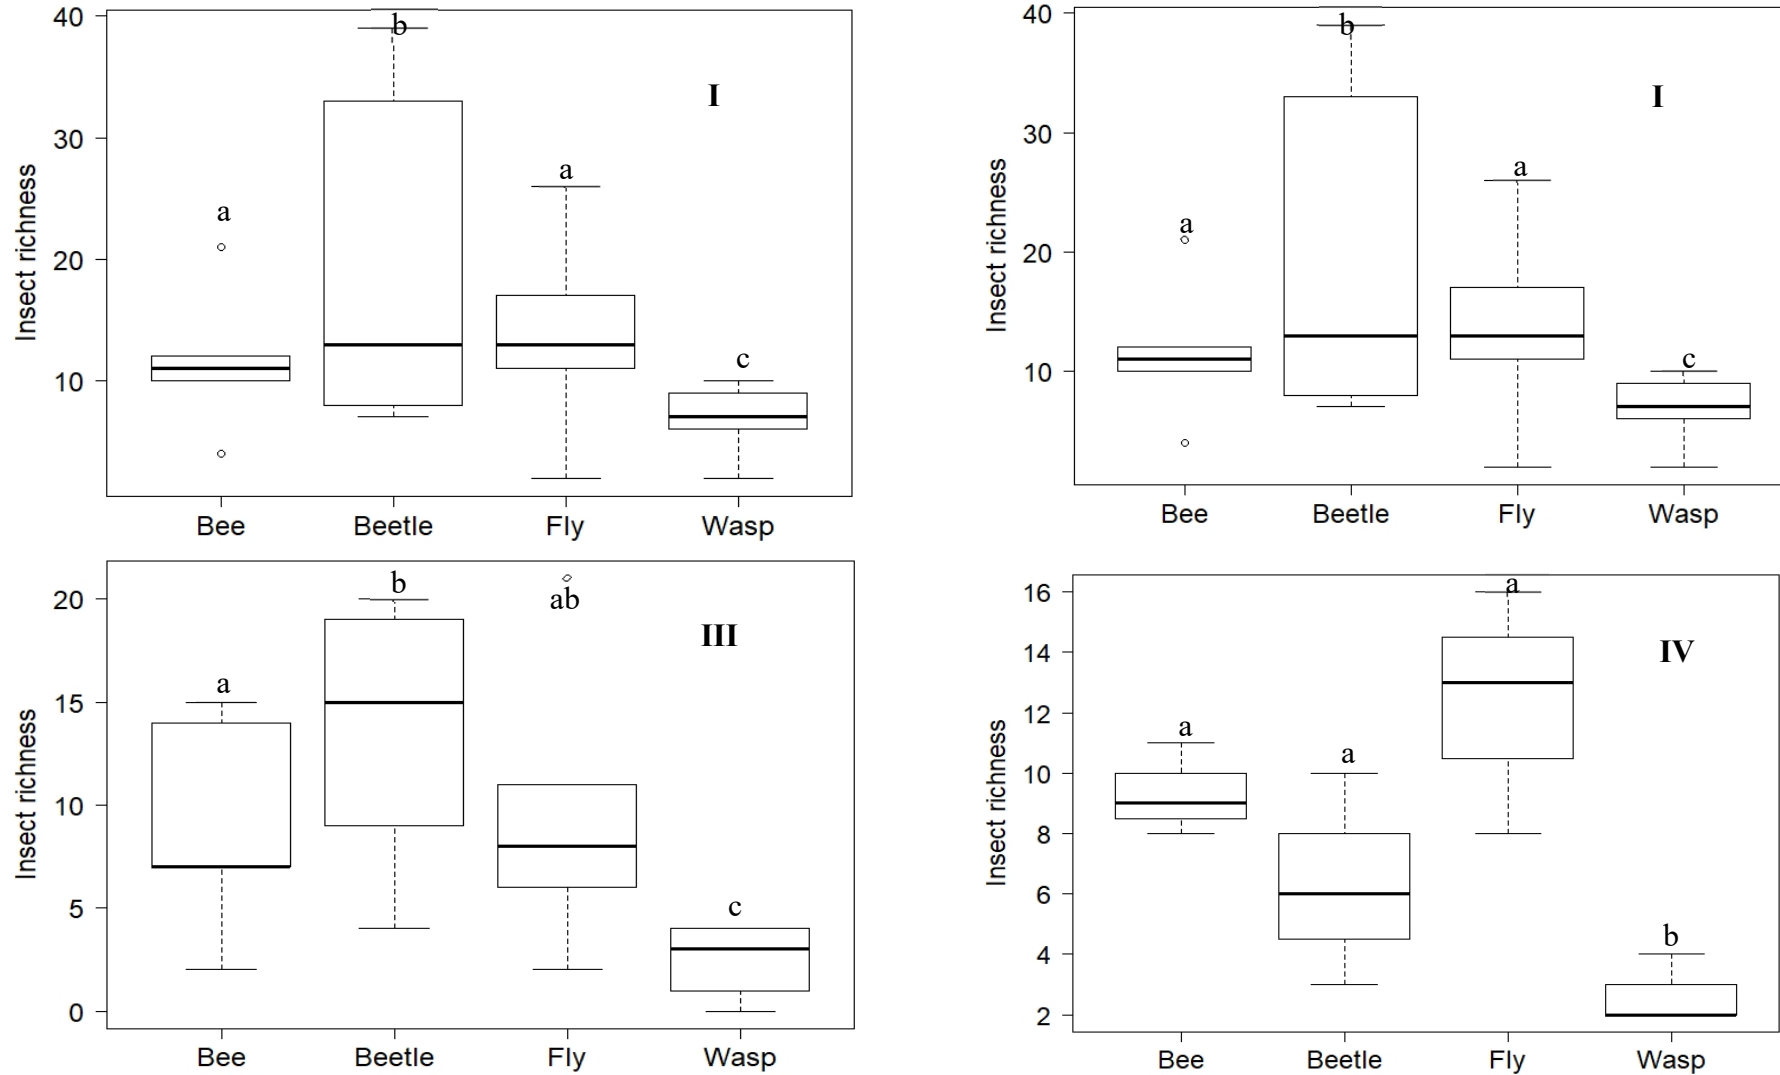 40
30
20
10
Insect richness
a
b
a
c
I
Bee Beetle Fly Wasp
40
30
20
10
Insect richness
a
b
a
c
I
Bee Beetle Fly Wasp
20
15
10
5
0
Insect richness
a
b
ab
c
III
Bee Beetle Fly Wasp
16
14
12
10
8
6
4
2
Insect richness
a
a
a
b
IV
Bee Beetle Fly Wasp